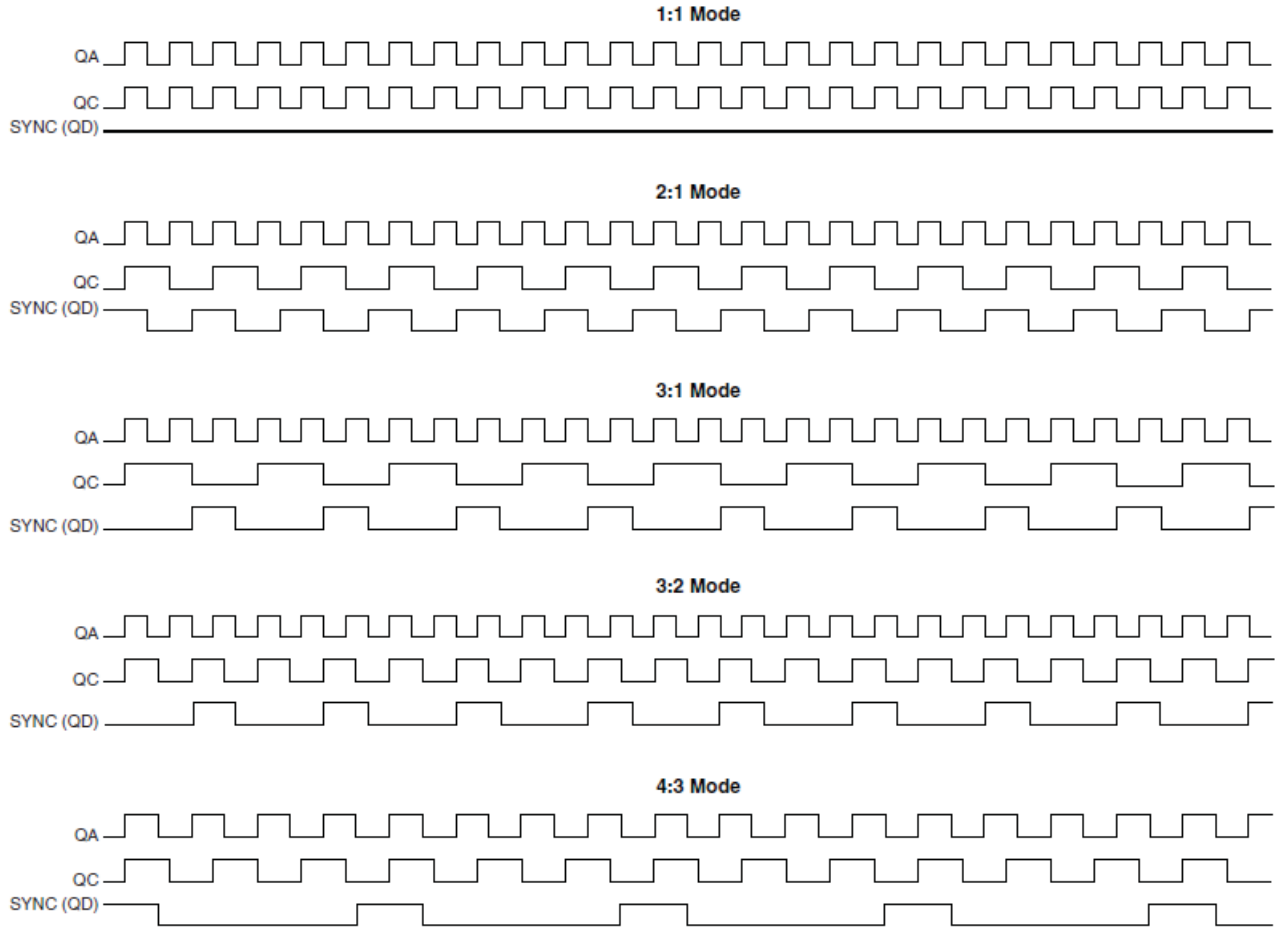 1:1 Mode
QA
QC
SYNC (QD)
2:1 Mode
QA
QC
SYNC (QD)
3:1 Mode
QA
QC
SYNC (QD)
3:2 Mode
QA
QC
SYNC (QD)
4:3 Mode
QA
QC
SYNC (QD)